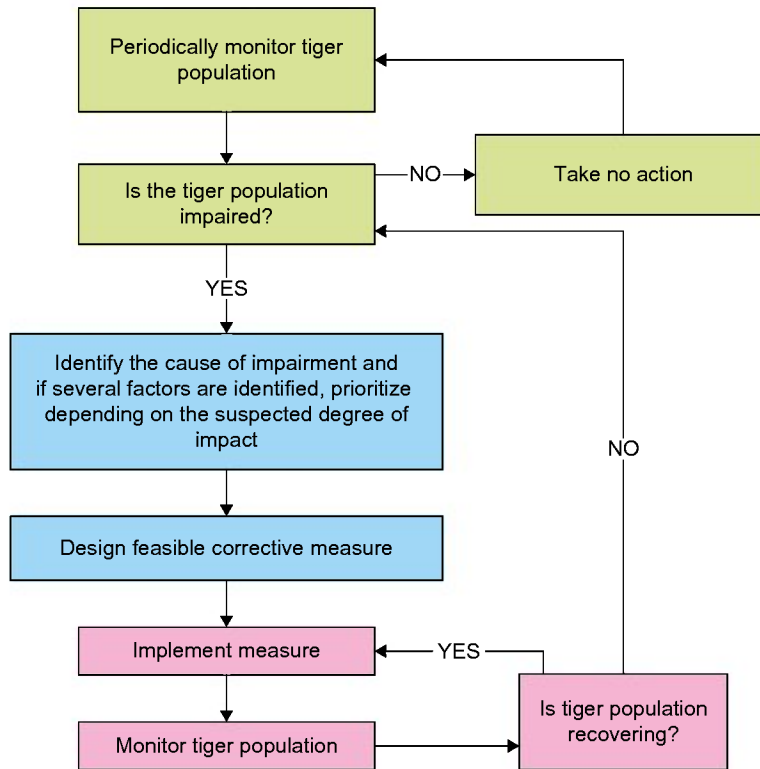 Periodically monitor tiger
population
Is the tiger population
impaired?
NO
Take no action
YES
Identify the cause of impairment and
if several factors are identified, prioritize
depending on the suspected degree of
impact
NO
Design feasible corrective measure
Implement measure
YES
Monitor tiger population
Is tiger population
recovering?